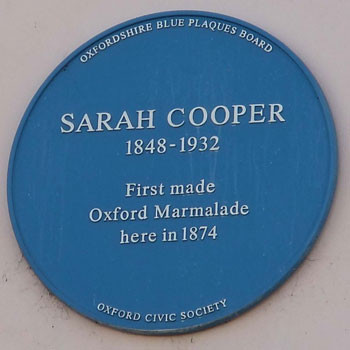 OXFORDSHIRE BLUE PLAQUES BOARD
SARAH COOPER
1848-1932
First made
Oxford Marmalade
here in 1874
OXFORD CIVIC SOCIETY